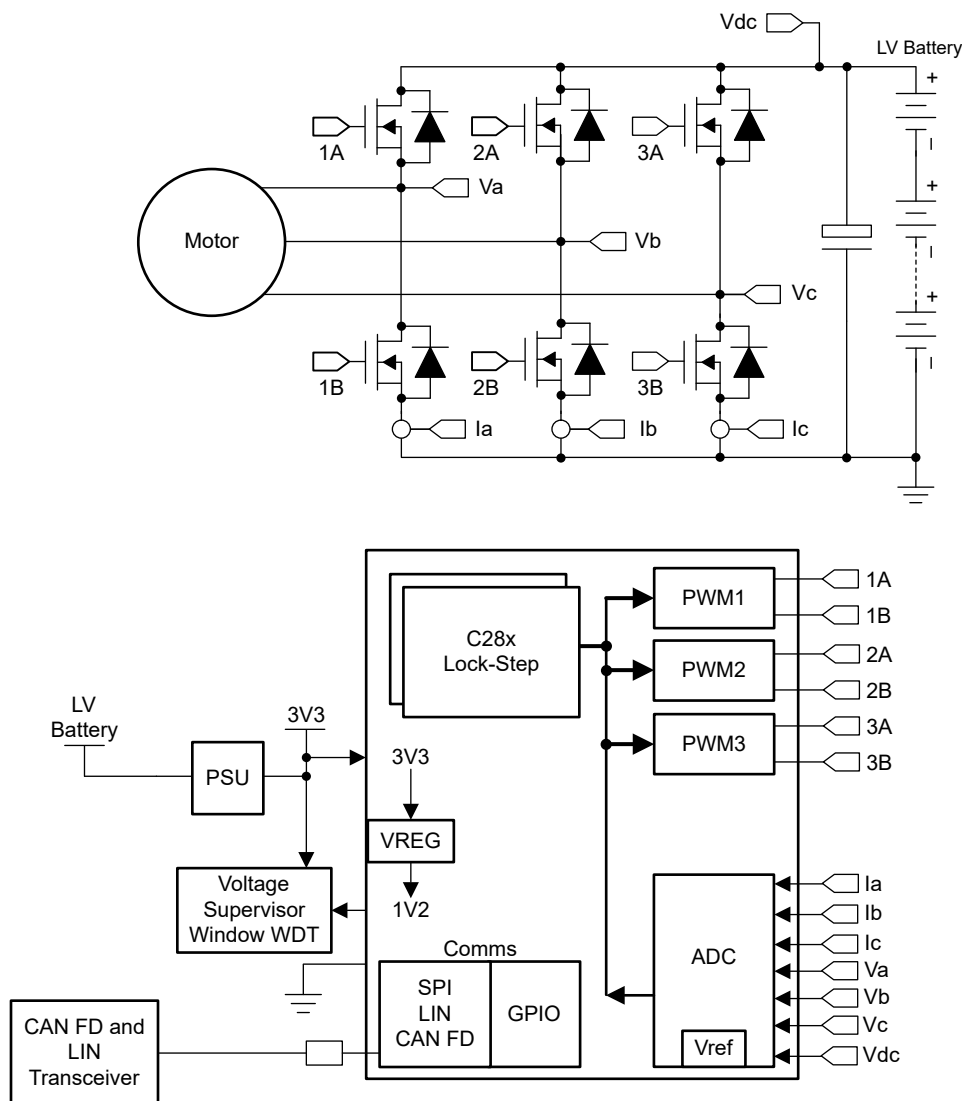 Vdc
LV Battery
+
1A
2A
3A
+
Va
Motor
Vb
Vc
+
1B
2B
3B
Ia
Ib
Ic
C28x
Lock-Step
PWM1
1A
1B
PWM2
2A
2B
PWM3
3A
3B
LV
Battery
3V3
PSU
3V3
VREG
1V2
Voltage
Supervisor
Window WDT
Comms
SPI
LIN
CAN FD
GPIO
ADC
Vref
Ia
Ib
Ic
Va
Vb
Vc
Vdc
CAN FD and
LIN
Transceiver